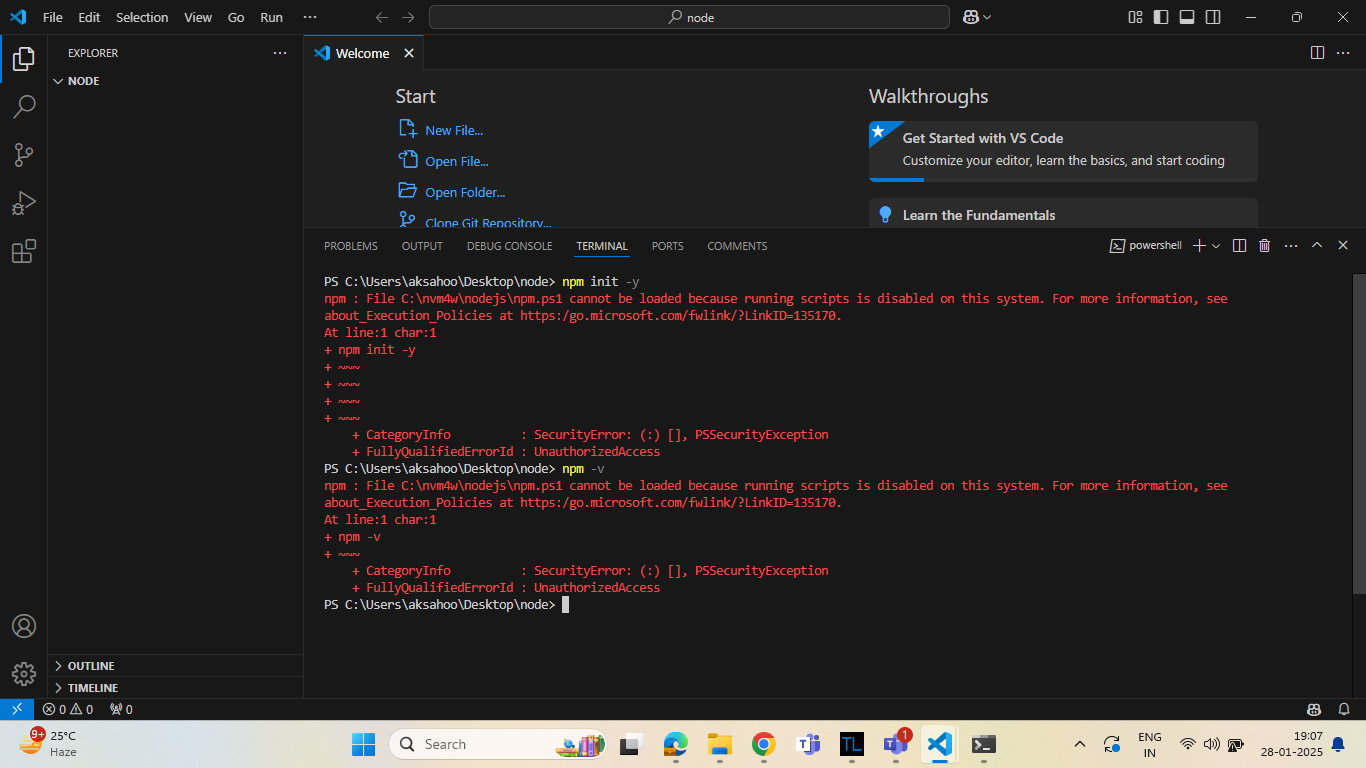 File Edit Selection View Go Run ···
node
EXPLORER ···
NODE
OUTLINE
TIMELINE
Welcome
Start
New File...
Open File...
Open Folder...
Clone Git Repository...
Walkthroughs
Get Started with VS Code
Customize your editor, learn the basics, and start coding
Learn the Fundamentals
PROBLEMS OUTPUT DEBUG CONSOLE TERMINAL PORTS COMMENTS
powershell
PS C:\Users\aksahoo\Desktop\node> npm init -y
npm : File C:\nvm4w\nodejs\npm.ps1 cannot be loaded because running scripts is disabled on this system. For more information, see
about_Execution_Policies at https:/go.microsoft.com/fwlink/?LinkID=135170.
At line:1 char:1
+ npm init -y
+ ~~~
+ ~~~
+ ~~~
+ ~~~
    + CategoryInfo          : SecurityError: (:) [], PSSecurityException
    + FullyQualifiedErrorId : UnauthorizedAccess
PS C:\Users\aksahoo\Desktop\node> npm -v
npm : File C:\nvm4w\nodejs\npm.ps1 cannot be loaded because running scripts is disabled on this system. For more information, see
about_Execution_Policies at https:/go.microsoft.com/fwlink/?LinkID=135170.
At line:1 char:1
+ npm -v
+ ~~~
    + CategoryInfo          : SecurityError: (:) [], PSSecurityException
    + FullyQualifiedErrorId : UnauthorizedAccess
PS C:\Users\aksahoo\Desktop\node>
0 0 0
9+
25°C
Haze
Search
T
TL
T
1
ENG
IN
19:07
28-01-2025